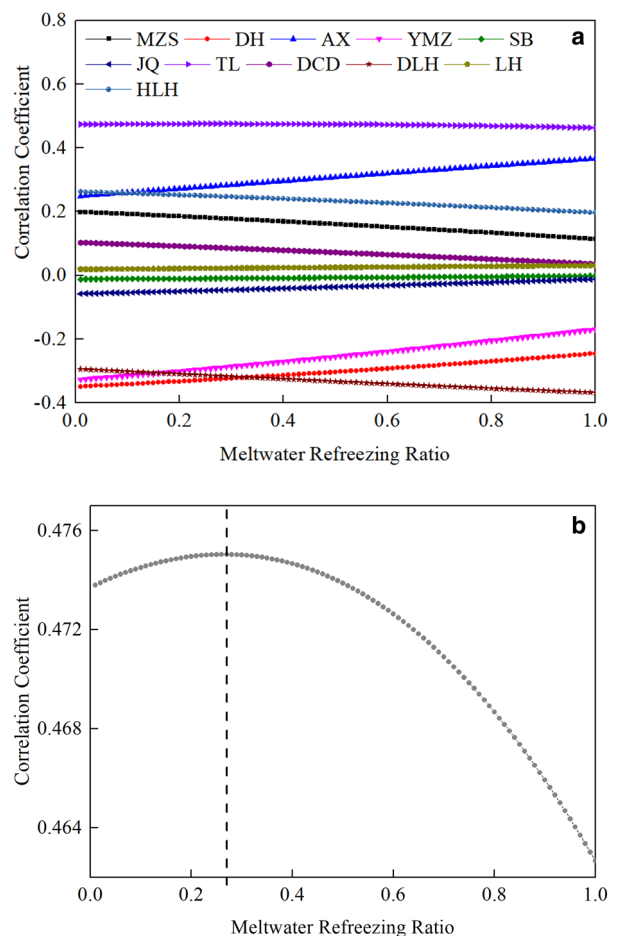 0.8
MZS DH AX YMZ SB a
JQ TL DCD DLH LH
0.6
HLH
0.4
0.2
0.0
-0.2
-0.4
Correlation Coefficient
0.0 0.2 0.4 0.6 0.8 1.0
Meltwater Refreezing Ratio
b
0.476
0.472
0.468
0.464
Correlation Coefficient
0.0 0.2 0.4 0.6 0.8 1.0
Meltwater Refreezing Ratio